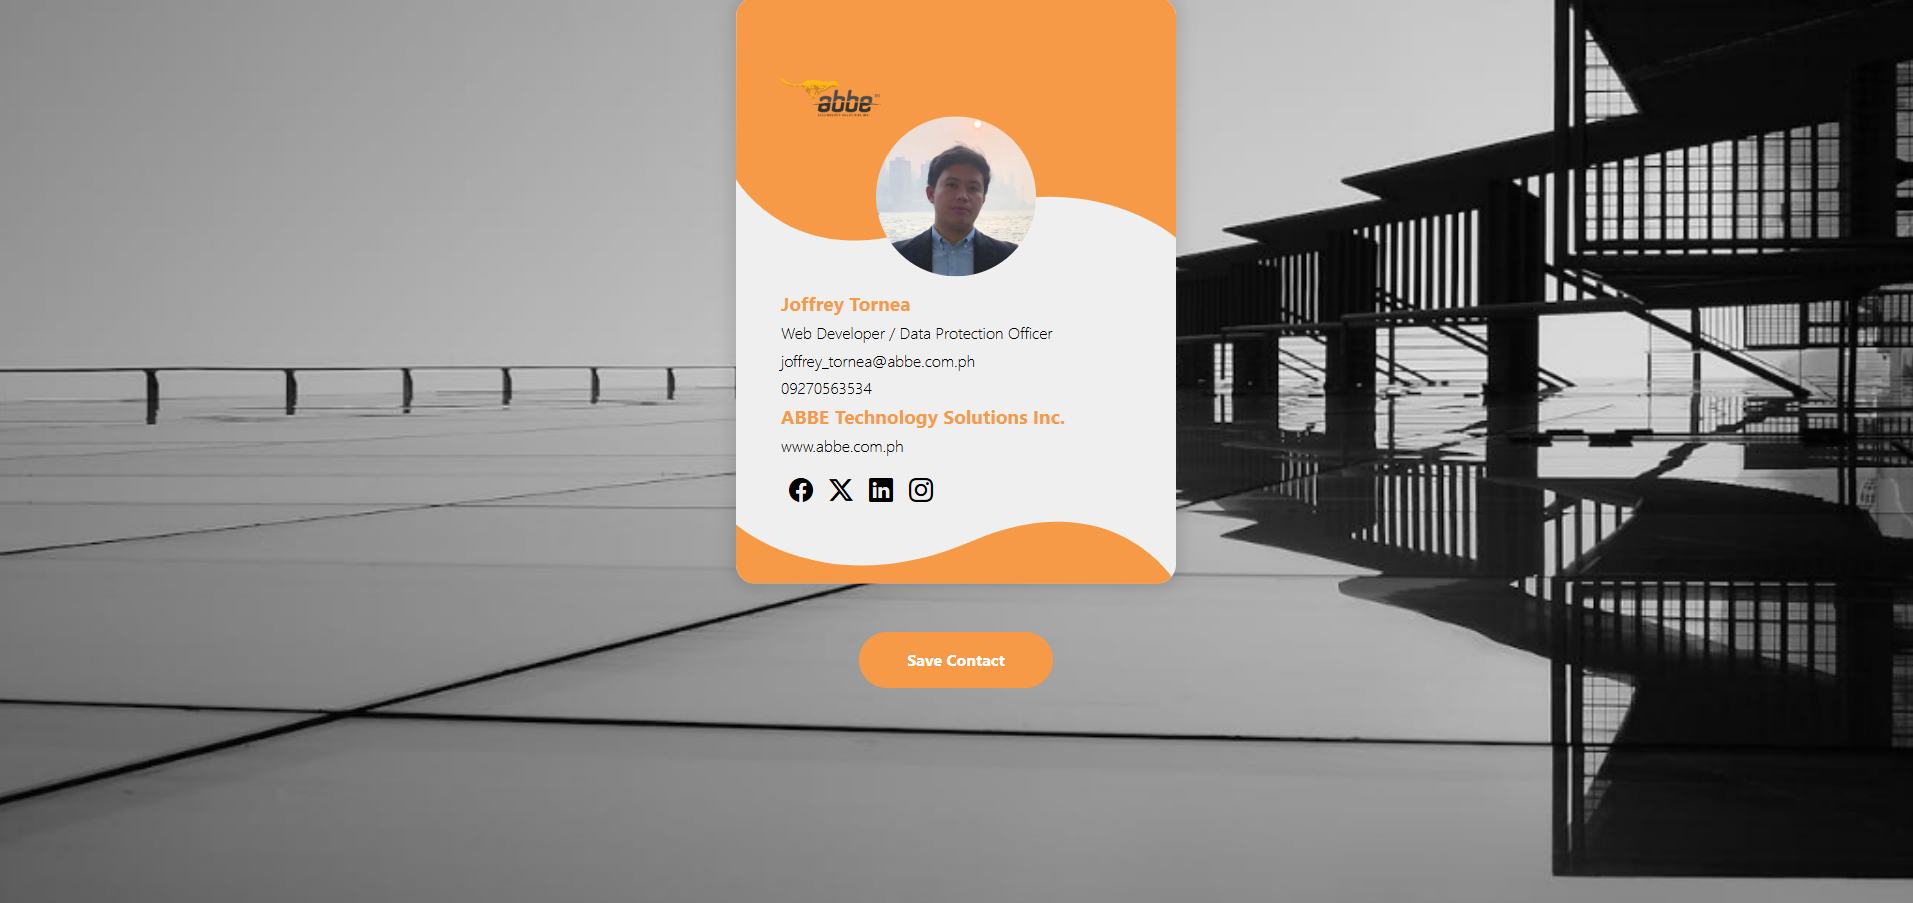 abbe
Joffrey Tornea
Web Developer / Data Protection Officer
joffrey_tornea@abbe.com.ph
09270563534
ABBE Technology Solutions Inc.
www.abbe.com.ph
Save Contact